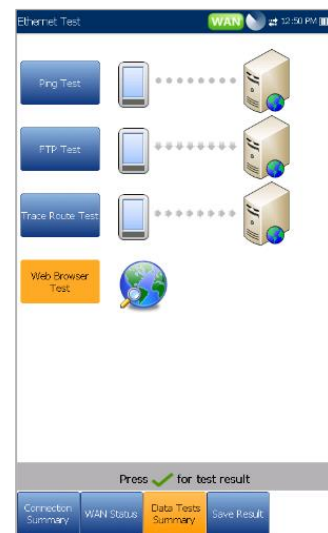 Ethernet Test WAN 12:50 PM
Ping Test
FTP Test
Trace Route Test
Web Browser
Test
Press for test result
Connection
Summary
WAN Status
Data Tests
Summary
Save Result